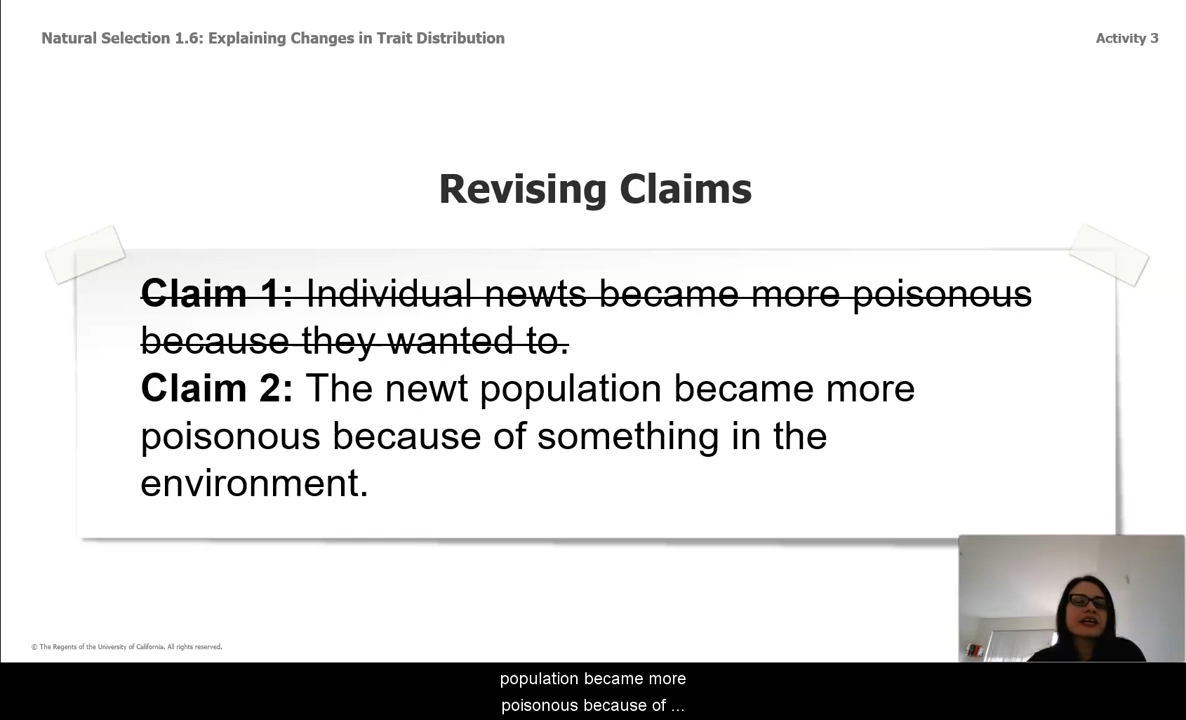 Natural Selection 1.6: Explaining Changes in Trait Distribution
Activity 3
Revising Claims
Claim 1: Individual newts became more poisonous
because they wanted to.
Claim 2: The newt population became more
poisonous because of something in the
environment.
© The Regents of the University of California. All rights reserved.
population became more
poisonous because of ...